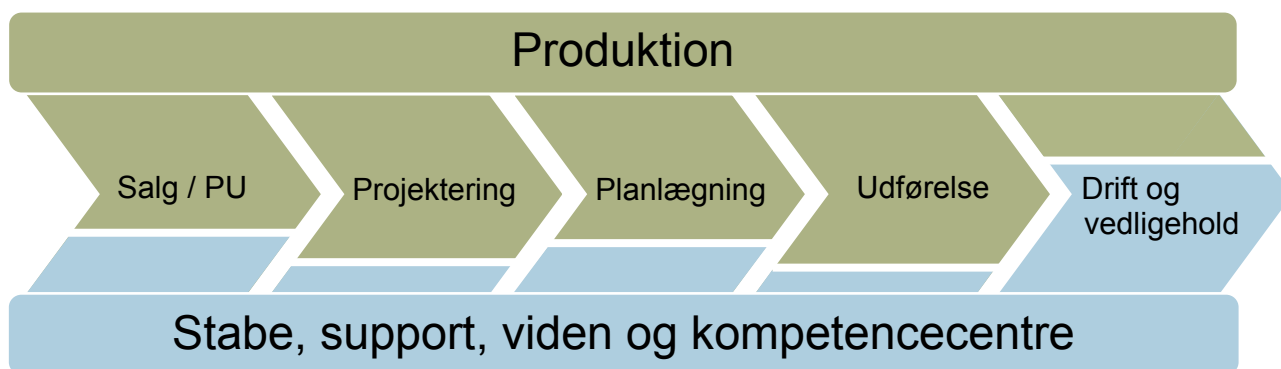 Produktion
Salg / PU
Projektering
Planlægning
Udførelse
Drift og
vedligehold
Stabe, support, viden og kompetencecentre